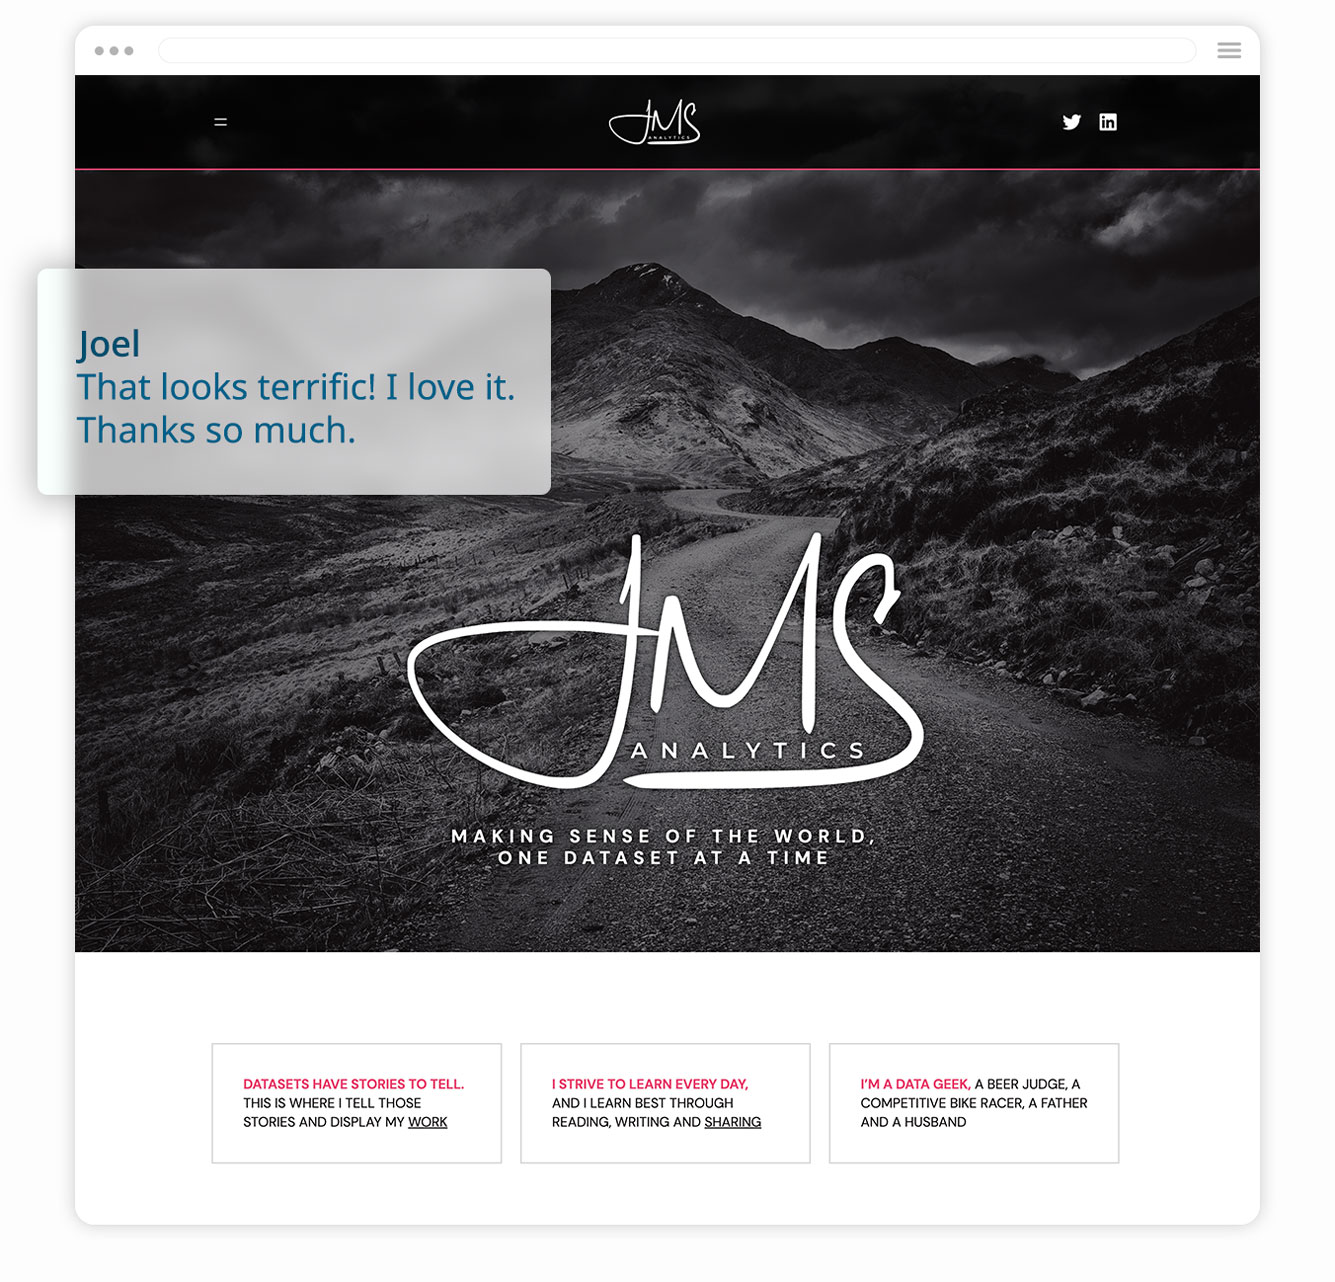 JMS
ANALYTICS
Joel
That looks terrific! I love it.
Thanks so much.
JMS
ANALYTICS
MAKING SENSE OF THE WORLD,
ONE DATASET AT A TIME
DATASETS HAVE STORIES TO TELL.
THIS IS WHERE I TELL THOSE
STORIES AND DISPLAY MY WORK
I STRIVE TO LEARN EVERY DAY,
AND I LEARN BEST THROUGH
READING, WRITING AND SHARING
I'M A DATA GEEK, A BEER JUDGE, A
COMPETITIVE BIKE RACER, A FATHER
AND A HUSBAND